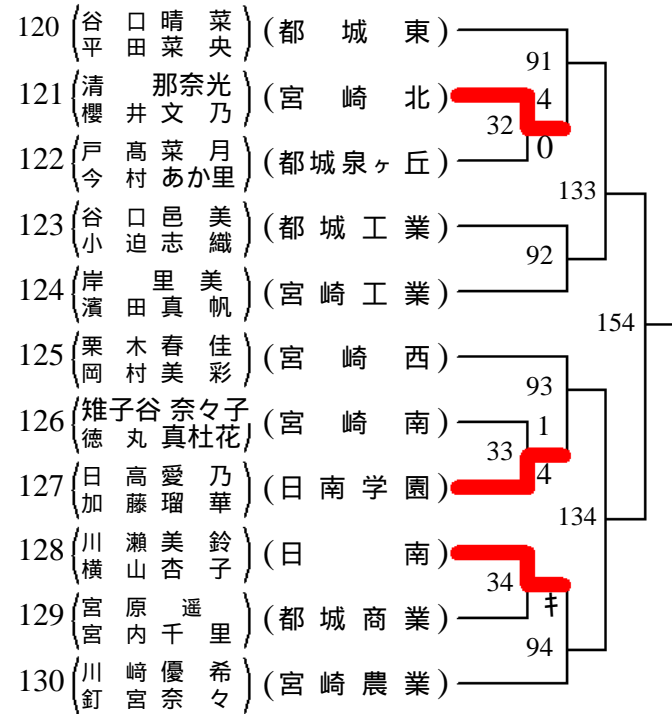 120 (谷口晴菜 (都城東)
平田菜央)
91
121 (清 那奈光 (宮崎北)
櫻井文乃)
4
32
0
122 (戸髙菜月 (都城泉ヶ丘)
今村あか里)
133
123 (谷口邑美 (都城工業)
小迫志織)
92
124 (岸 里美 (宮崎工業)
濱田真帆)
154
125 (栗木春佳 (宮崎西)
岡村美彩)
93
126 (雉子谷 奈々子 (宮崎南)
徳丸真杜花)
1
33
4
127 (日高愛乃 (日南学園)
加藤瑠華)
134
128 (川瀬美鈴 (日南)
横山杏子)
34
キ
129 (宮原遥 (都城商業)
宮内千里)
94
130 (川﨑優希 (宮崎農業)
釘宮奈々)